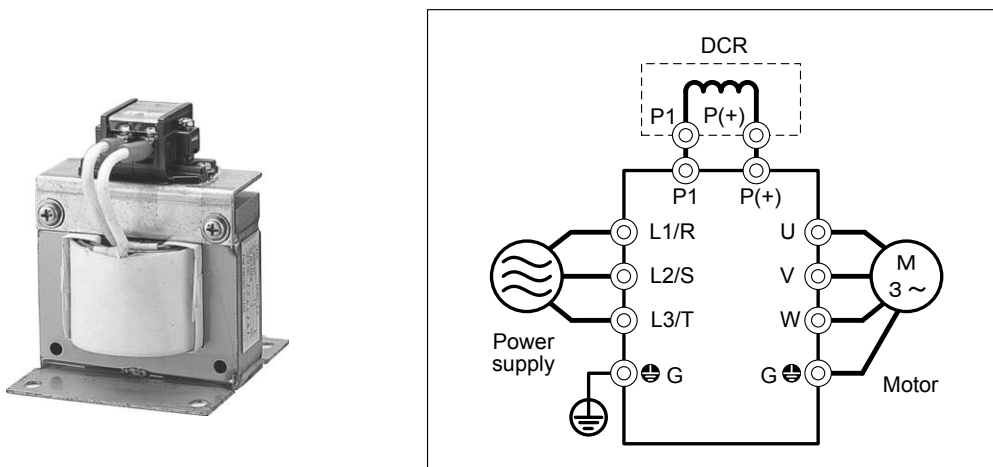 DCR
P1 P(+)
P1 P(+)
L1/R U
L2/S V
L3/T W
M
3 ~
Power
supply
G G
Motor